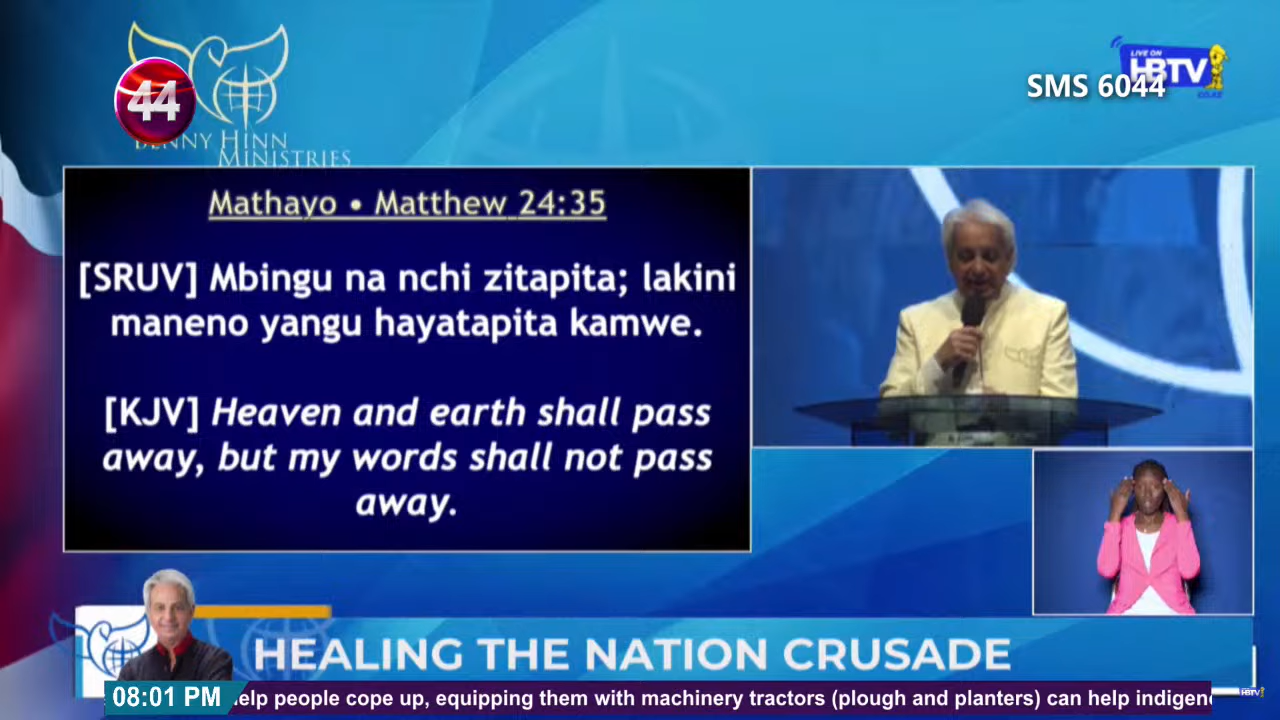 44
BENNY HINN
MINISTRIES
LIVE ON
HBTV
SMS 6044
Mathayo • Matthew 24:35
[SRUV] Mbingu na nchi zitapita; lakini
maneno yangu hayatapita kamwe.
[KJV] Heaven and earth shall pass
away, but my words shall not pass
away.
HEALING THE NATION CRUSADE
08:01 PM
elp people cope up, equipping them with machinery tractors (plough and planters) can help indigen
HBTV